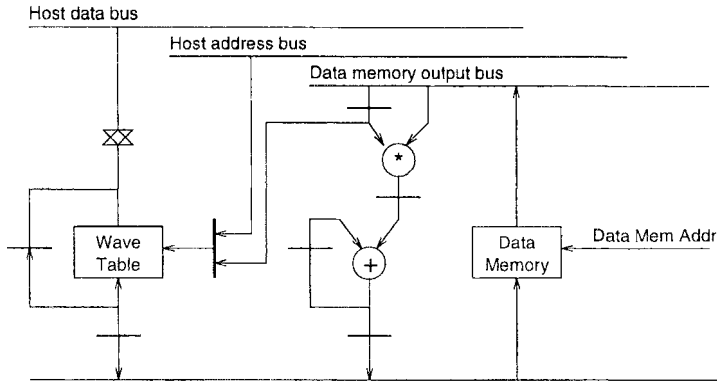 Host data bus
Host address bus
Data memory output bus
*
Wave
Table
+
Data
Memory
Data Mem Addr